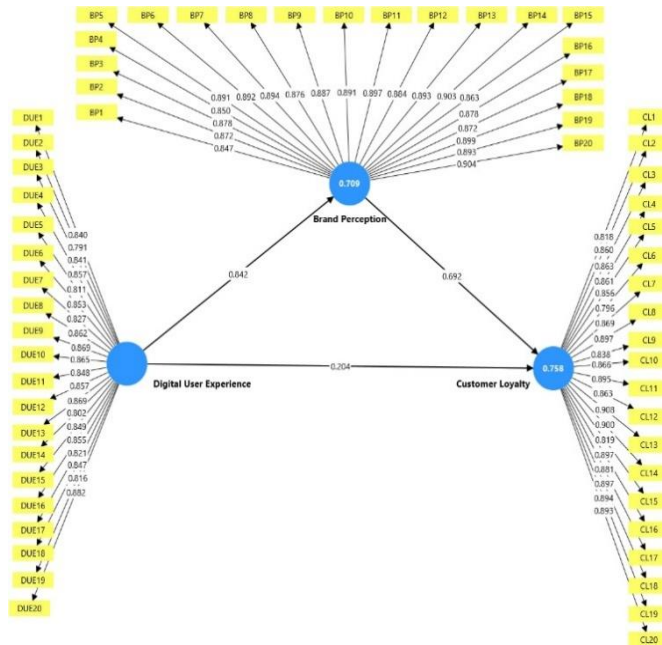 BP5
BP6
BP7
BP8
BP9
BP10
BP11
BP12
BP13
BP14
BP15
BP4
BP3
BP2
BP1
BP16
BP17
BP18
BP19
BP20
0.891
0.892
0.894
0.876
0.887
0.891
0.897
0.884
0.893
0.903
0.863
0.850
0.878
0.872
0.847
0.878
0.872
0.899
0.893
0.904
0.709
Brand Perception
DUE1
DUE2
DUE3
DUE4
DUE5
DUE6
DUE7
DUE8
DUE9
DUE10
DUE11
DUE12
DUE13
DUE14
DUE15
DUE16
DUE17
DUE18
DUE19
DUE20
0.840
0.791
0.841
0.857
0.811
0.853
0.827
0.862
0.869
0.865
0.848
0.857
0.869
0.802
0.849
0.855
0.821
0.847
0.816
0.882
Digital User Experience
0.842
0.692
0.204
Customer Loyalty
0.758
0.818
0.860
0.863
0.861
0.856
0.796
0.869
0.897
0.838
0.866
0.895
0.863
0.908
0.900
0.819
0.897
0.881
0.897
0.894
0.893
CL1
CL2
CL3
CL4
CL5
CL6
CL7
CL8
CL9
CL10
CL11
CL12
CL13
CL14
CL15
CL16
CL17
CL18
CL19
CL20